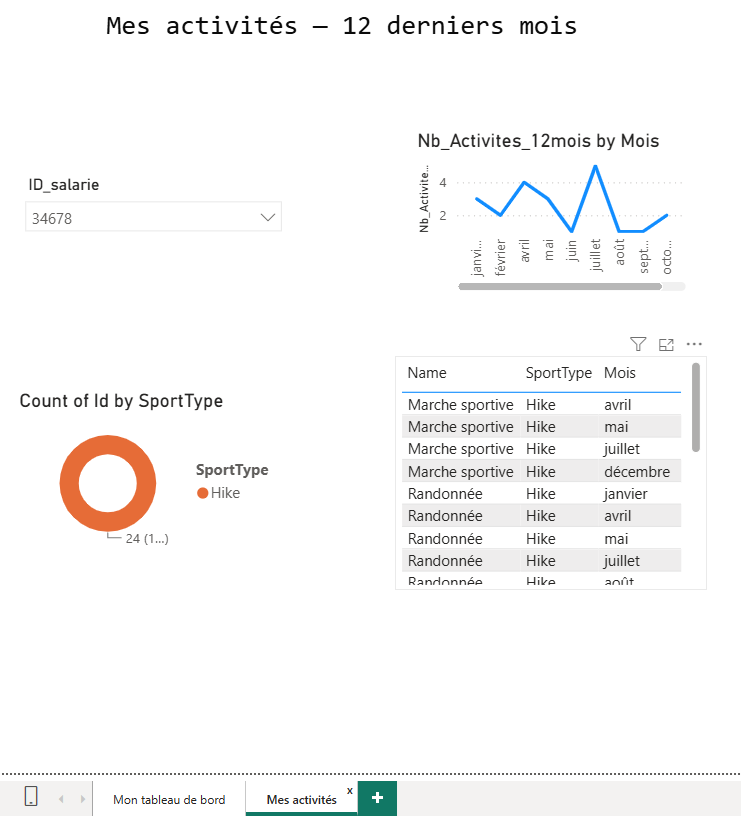 Mes activités — 12 derniers mois
ID_salarie
34678
Nb_Activites_12mois by Mois
Nb_Activite...
4
2
janvi...
février
avril
mai
juin
juillet
août
sept...
octo...
Count of Id by SportType
SportType
Hike
24 (1...)
Name SportType Mois
Marche sportive Hike avril
Marche sportive Hike mai
Marche sportive Hike juillet
Marche sportive Hike décembre
Randonnée Hike janvier
Randonnée Hike avril
Randonnée Hike mai
Randonnée Hike juillet
Randonnée Hike août
Mon tableau de bord
Mes activités x
+